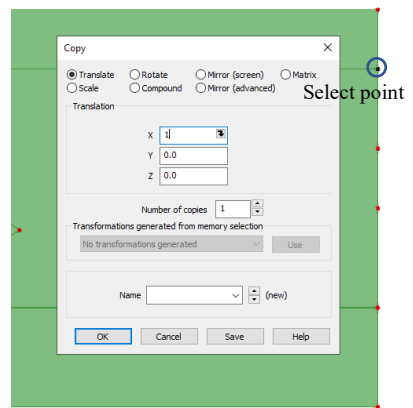 Copy
Translate Rotate Mirror (screen) Matrix
Scale Compound Mirror (advanced)
Select point
Translation
X 1
Y 0.0
Z 0.0
Number of copies 1
Transformations generated from memory selection
No transformations generated Use
Name (new)
OK Cancel Save Help